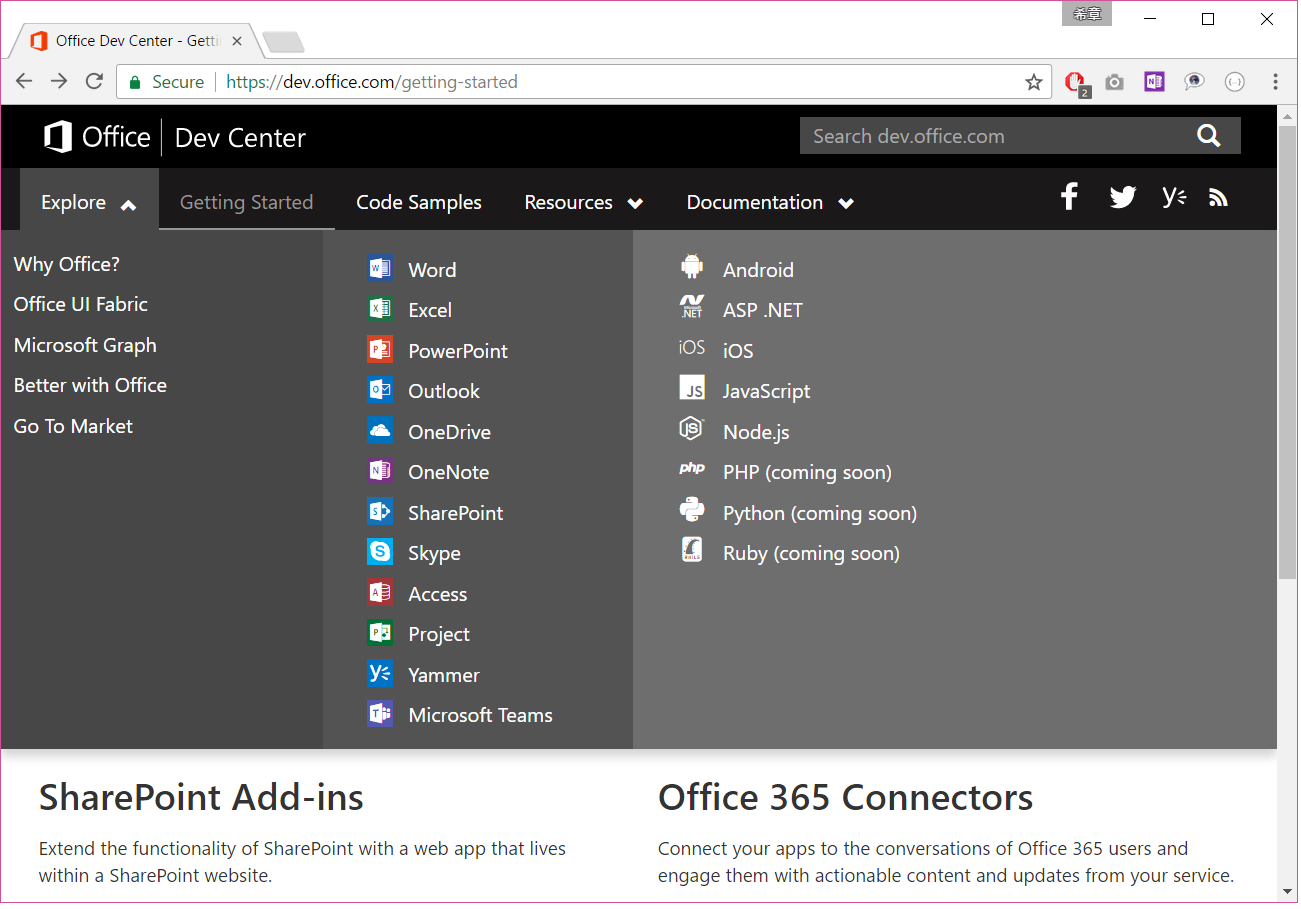 希章
Office Dev Center - Getti
Secure https://dev.office.com/getting-started
2
Office Dev Center
Search dev.office.com
Explore Getting Started Code Samples Resources Documentation
Why Office?
Office UI Fabric
Microsoft Graph
Better with Office
Go To Market
Word
Excel
PowerPoint
Outlook
OneDrive
OneNote
SharePoint
Skype
Access
Project
Yammer
Microsoft Teams
Android
.NET ASP .NET
iOS iOS
JS JavaScript
JS Node.js
php PHP (coming soon)
Python (coming soon)
Ruby (coming soon)
SharePoint Add-ins
Extend the functionality of SharePoint with a web app that lives
within a SharePoint website.
Office 365 Connectors
Connect your apps to the conversations of Office 365 users and
engage them with actionable content and updates from your service.